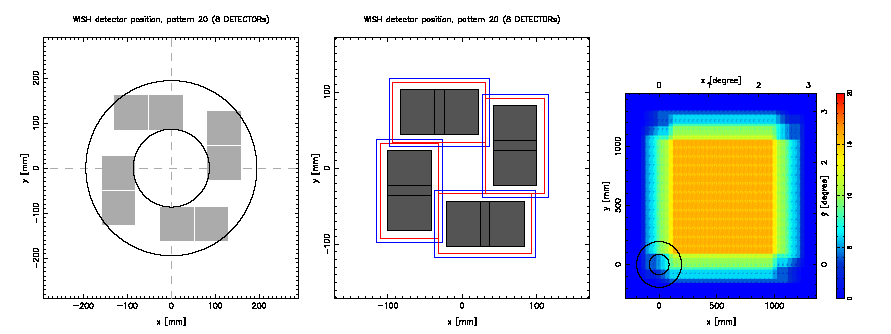 WISH detector position, pattern 20 (8 DETECTORs)
WISH detector position, pattern 20 (8 DETECTORs)
200
100
0
-100
-200
y [mm]
-200 -100 0 100 200
x [mm]
100
0
-100
y [mm]
-100 0 100
x [mm]
x [degree]
0 1 2 3
1000
500
0
y [mm]
0 500 1000
x [mm]
3
2
1
0
y [degree]
20
15
10
5
0